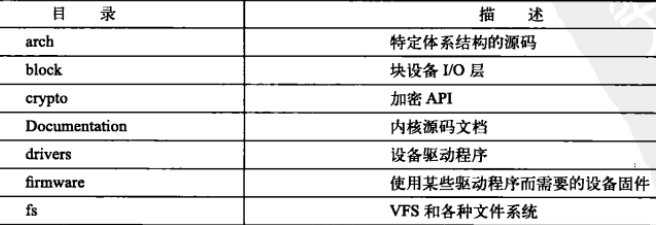 目 录 描 述
arch 特定体系结构的源码
block 块设备 I/O 层
crypto 加密 API
Documentation 内核源码文档
drivers 设备驱动程序
firmware 使用某些驱动程序而需要的设备固件
fs VFS 和各种文件系统